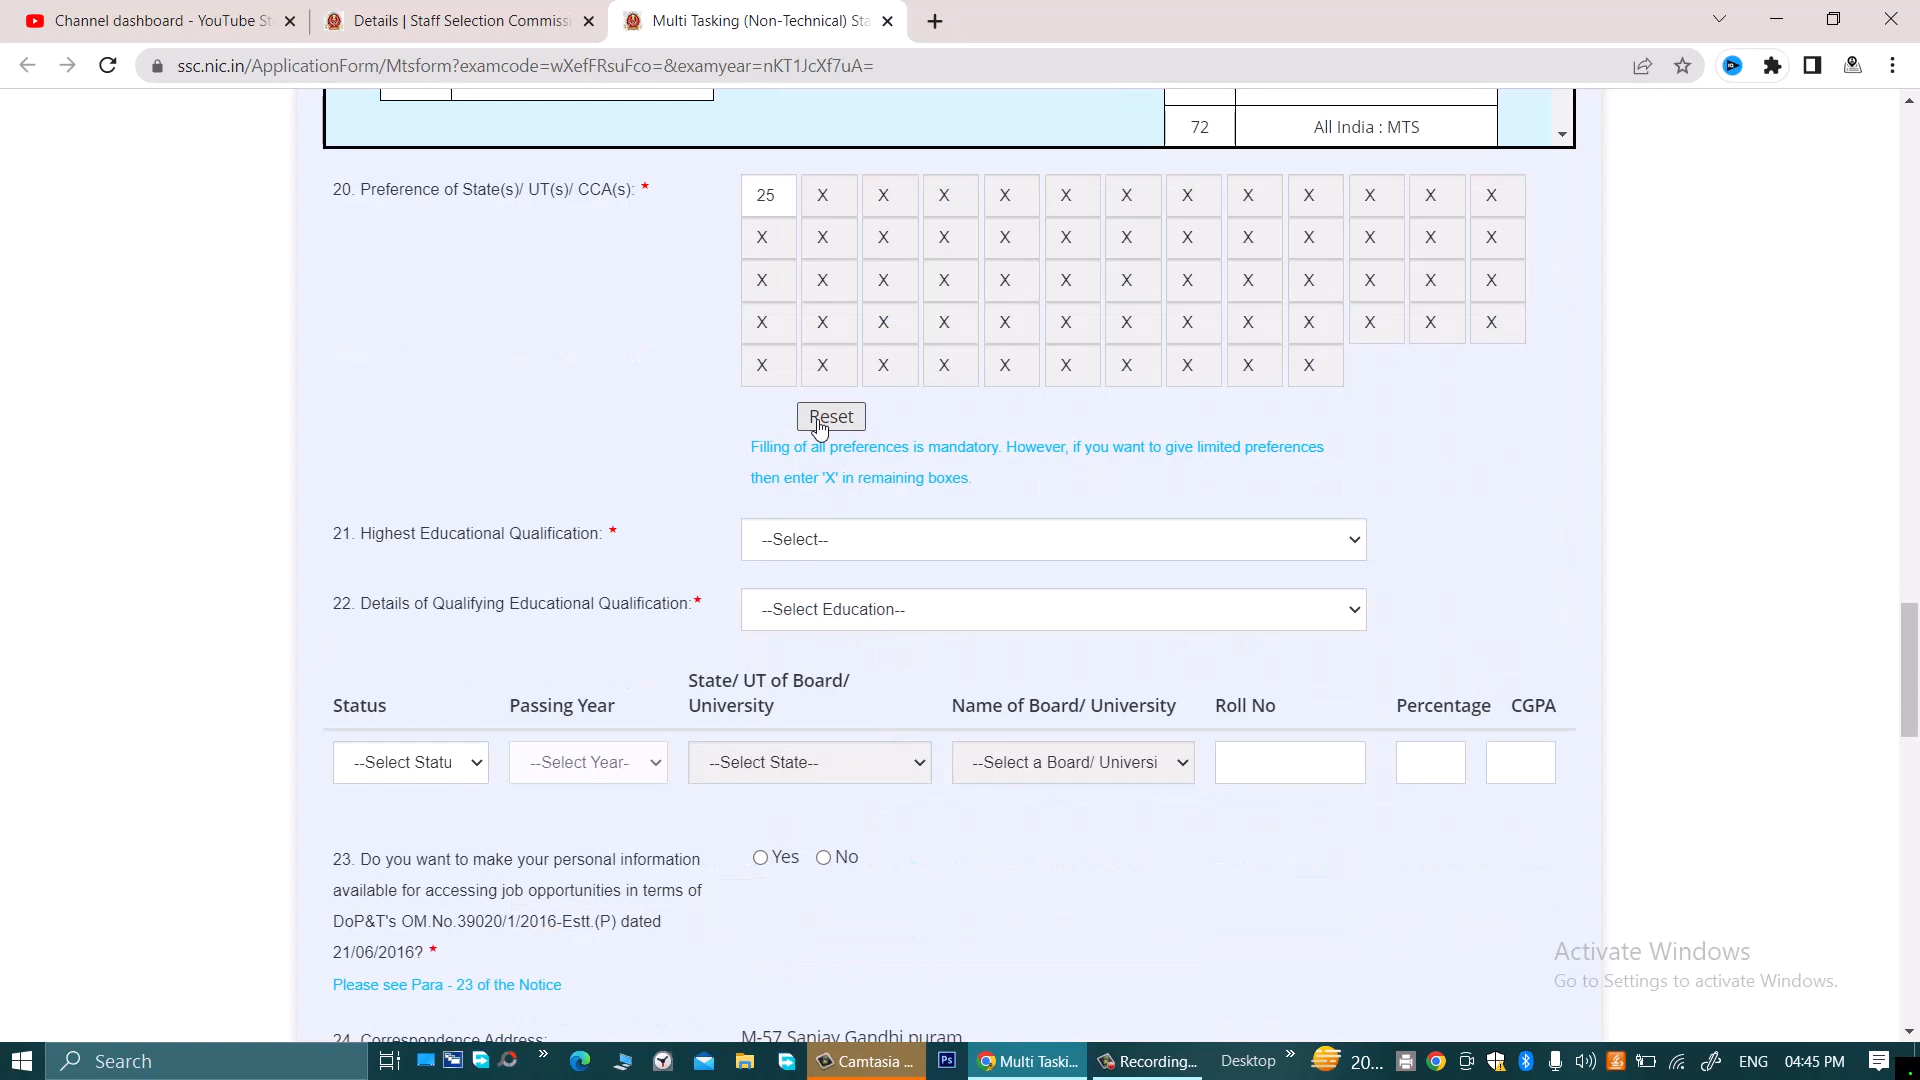 Channel dashboard - YouTube St
Details | Staff Selection Commiss
Multi Tasking (Non-Technical) Sta
ssc.nic.in/ApplicationForm/Mtsform?examcode=wXefFRsuFco=&examyear=nKT1JcXf7uA=
72 All India : MTS
20. Preference of State(s)/ UT(s)/ CCA(s): *
25 X X X X X X X X X X X X
X X X X X X X X X X X X X
X X X X X X X X X X X X X
X X X X X X X X X X X X X
X X X X X X X X X X
Reset
Filling of all preferences is mandatory. However, if you want to give limited preferences
then enter 'X' in remaining boxes.
21. Highest Educational Qualification: *
--Select--
22. Details of Qualifying Educational Qualification:*
--Select Education--
Status Passing Year State/ UT of Board/ University Name of Board/ University Roll No Percentage CGPA
--Select Statu --Select Year- --Select State-- --Select a Board/ Universi
23. Do you want to make your personal information
available for accessing job opportunities in terms of
DoP&T's OM.No.39020/1/2016-Estt.(P) dated
21/06/2016? *
Yes No
Please see Para - 23 of the Notice
Activate Windows
Go to Settings to activate Windows.
24. Correspondence Address:
M-57 Sanjay Gandhi puram
Search
Camtasia ...
Ps
Multi Taski...
Recording...
Desktop
20...
ENG
04:45 PM